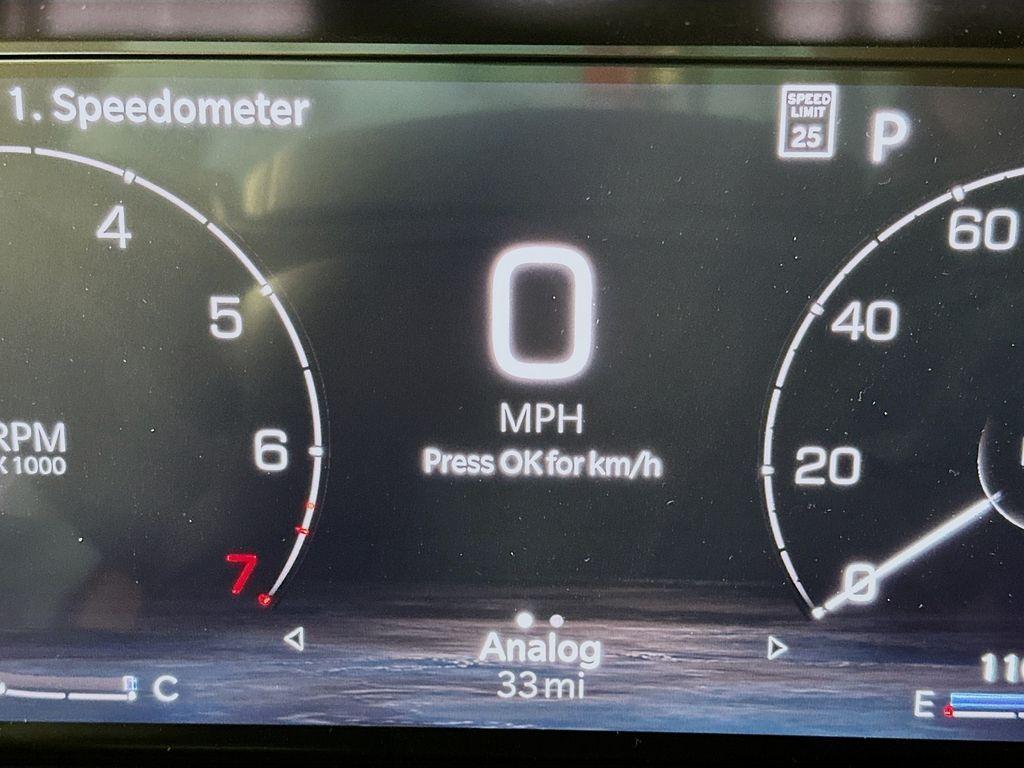 1. Speedometer
SPEED
LIMIT
25
P
4
5
6
7
RPM
X 1000
0
MPH
Press OK for km/h
60
40
20
0
Analog
33 mi
C
E